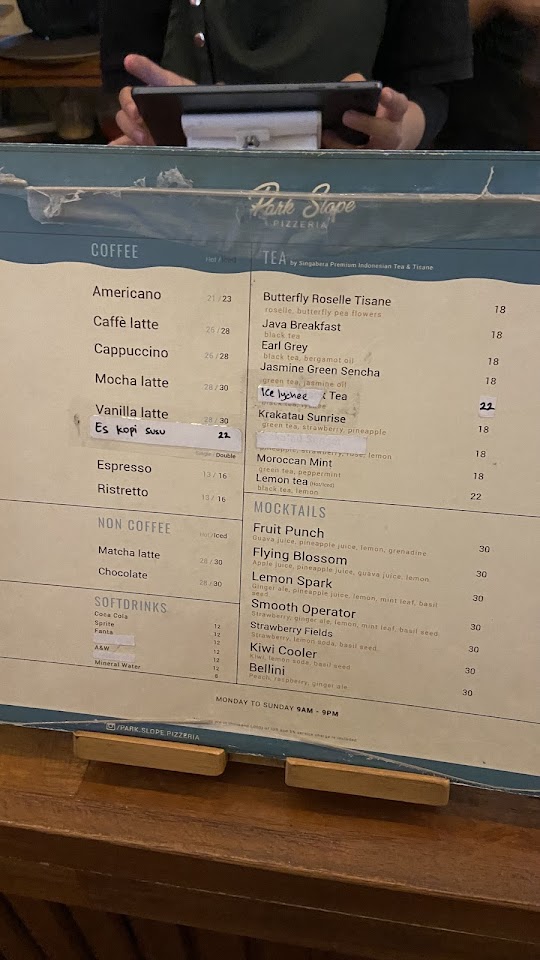 Park Slope
PIZZERIA
COFFEE
Hot / Iced
Americano 21 / 23
Caffè latte 26 / 28
Cappuccino 26 / 28
Mocha latte 28 / 30
Vanilla latte 28 / 30
Es kopi susu 22
Single / Double
Espresso 13 / 16
Ristretto 13 / 16
NON COFFEE
Hot/Iced
Matcha latte 28 / 30
Chocolate 28 / 30
SOFTDRINKS
Coca Cola 12
Sprite 12
Fanta 12
12
A&W 12
12
Mineral Water 6
TEA by Singabera Premium Indonesian Tea & Tisane
Butterfly Roselle Tisane 18
roselle, butterfly pea flowers
Java Breakfast 18
black tea
Earl Grey 18
black tea, bergamot oil
Jasmine Green Sencha 18
green tea, jasmine oil
Ice lychee Tea 22
Krakatau Sunrise 18
green tea, strawberry, pineapple
18
pineapple, strawberry, rose, lemon
Moroccan Mint 18
green tea, peppermint
Lemon tea (Hot/Iced) 22
black tea, lemon
MOCKTAILS
Fruit Punch 30
Guava juice, pineapple juice, lemon, grenadine
Flying Blossom 30
Apple juice, pineapple juice, guava juice, lemon
Lemon Spark 30
Ginger ale, pineapple juice, lemon, mint leaf, basil
seed
Smooth Operator 30
Strawberry, ginger ale, lemon, mint leaf, basil seed
Strawberry Fields 30
Strawberry, lemon soda, basil seed,
Kiwi Cooler 30
Kiwi, lemon soda, basil seed
Bellini 30
Peach, raspberry, ginger ale
MONDAY TO SUNDAY 9AM - 9PM
/PARK.SLOPE.PIZZERIA